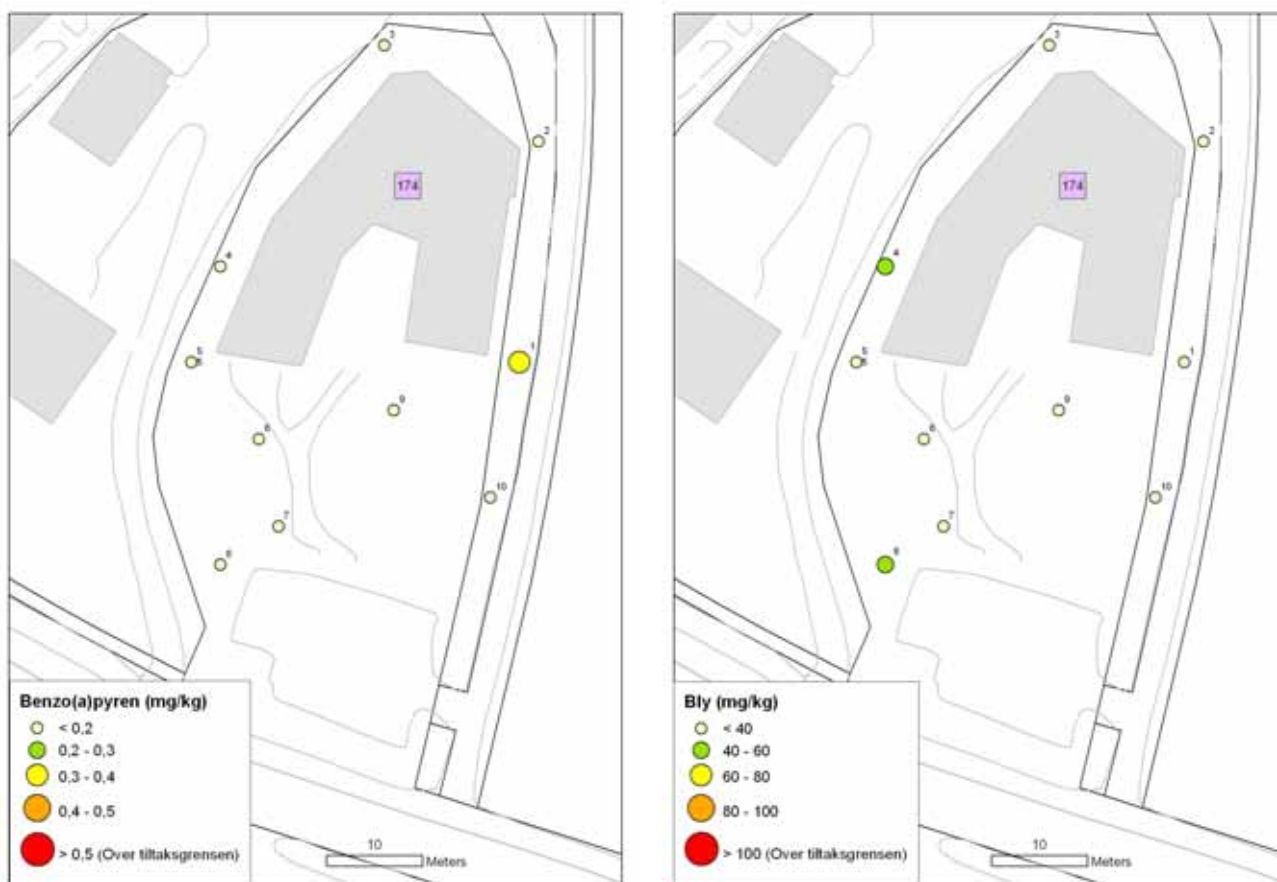 3
2
174
4
1
5
9
8
10
7
6
Benzo(a)pyren (mg/kg)
< 0,2
0,2 - 0,3
0,3 - 0,4
0,4 - 0,5
> 0,5 (Over tiltaksgrensen)
10
Meters
3
2
174
4
1
5
9
8
10
7
6
Bly (mg/kg)
< 40
40 - 60
60 - 80
80 - 100
> 100 (Over tiltaksgrensen)
10
Meters